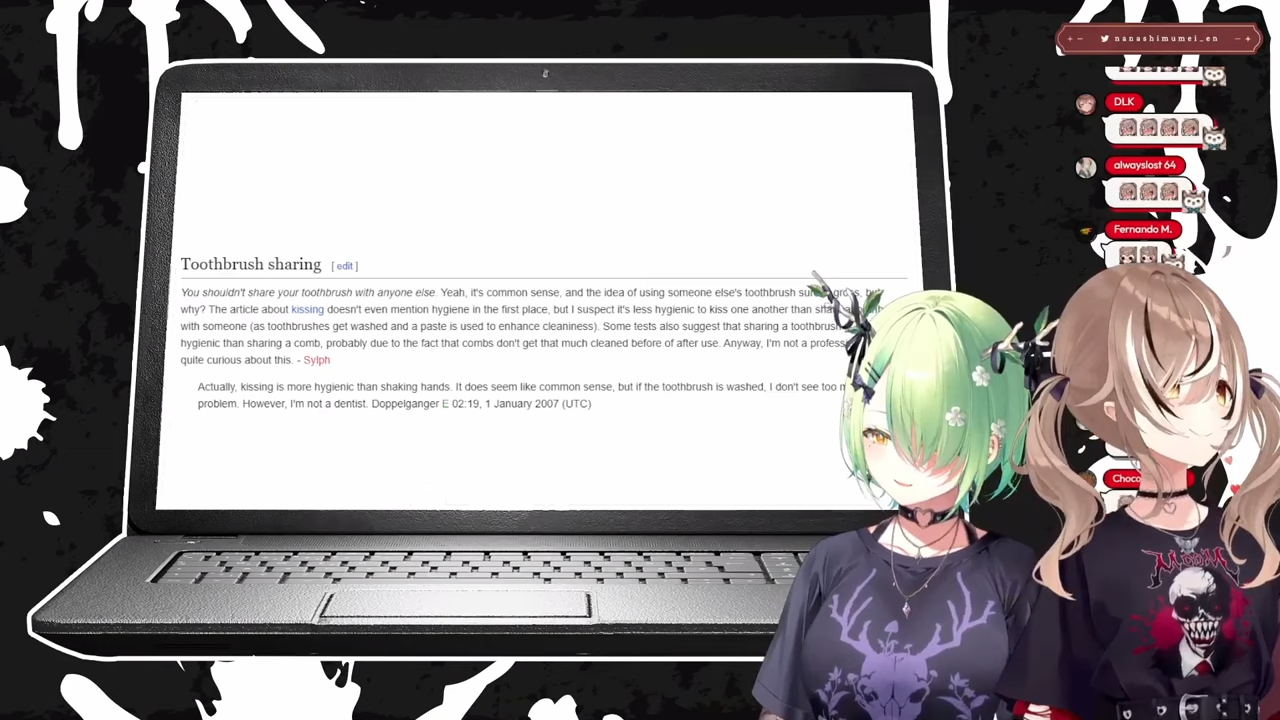 nanashimumei_en
DLK
alwayslost 64
Fernando M.
Toothbrush sharing [ edit ]
You shouldn't share your toothbrush with anyone else. Yeah, it's common sense, and the idea of using someone else's toothbrush
why? The article about kissing doesn't even mention hygiene in the first place, but I suspect it's less hygienic to kiss one another than
with someone (as toothbrushes get washed and a paste is used to enhance cleaniness). Some tests also suggest that sharing a
hygienic than sharing a comb, probably due to the fact that combs don't get that much cleaned before of after use. Anyway, I'm not a
quite curious about this. - Sylph
Actually, kissing is more hygienic than shaking hands. It does seem like common sense, but if the toothbrush is washed, I don't see too
problem. However, I'm not a dentist. Doppelganger E 02:19, 1 January 2007 (UTC)